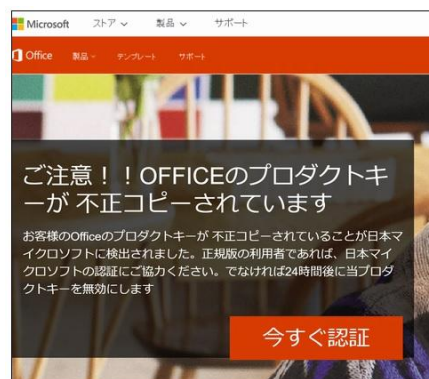 Microsoft ストア 製品 サポート
Office 製品 テンプレート サポート
ご注意！！OFFICEのプロダクトキ
ーが 不正コピーされています
お客様のOfficeのプロダクトキーが 不正コピーされていることが日本マ
イクロソフトに検出されました。正規版の利用者であれば、日本マイ
クロソフトの認証にご協力ください。でなければ24時間後に当プロダ
クトキーを無効にします
今すぐ認証